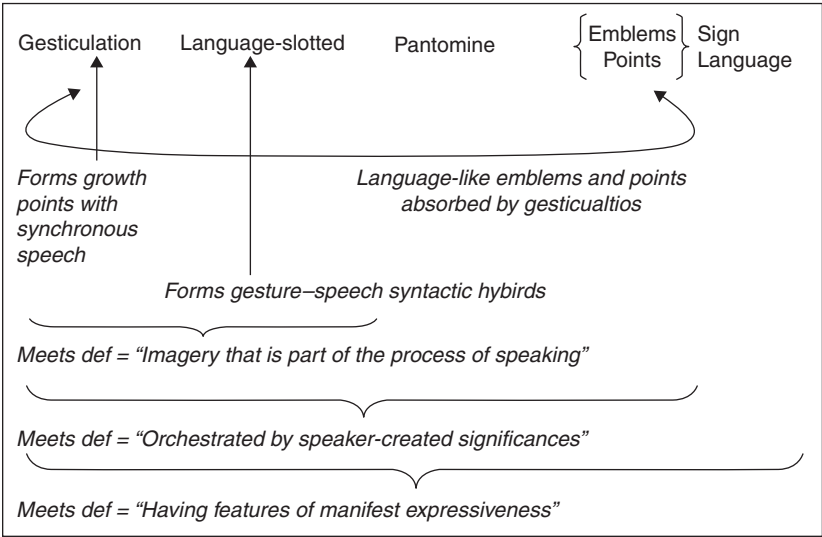 Gesticulation Language-slotted Pantomine Emblems Points Sign Language
Forms growth
points with
synchronous
speech
Language-like emblems and points
absorbed by gesticualtios
Forms gesture–speech syntactic hybirds
Meets def = “Imagery that is part of the process of speaking”
Meets def = “Orchestrated by speaker-created significances”
Meets def = “Having features of manifest expressiveness”